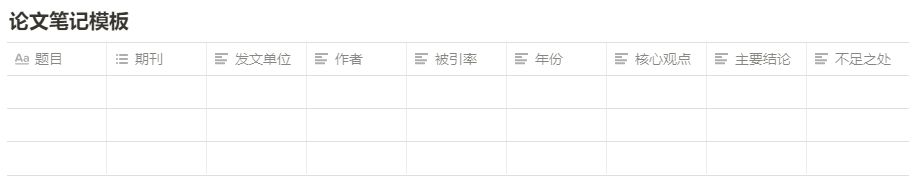 论文笔记模板
Aa 题目 期刊 发文单位 作者 被引率 年份 核心观点 主要结论 不足之处